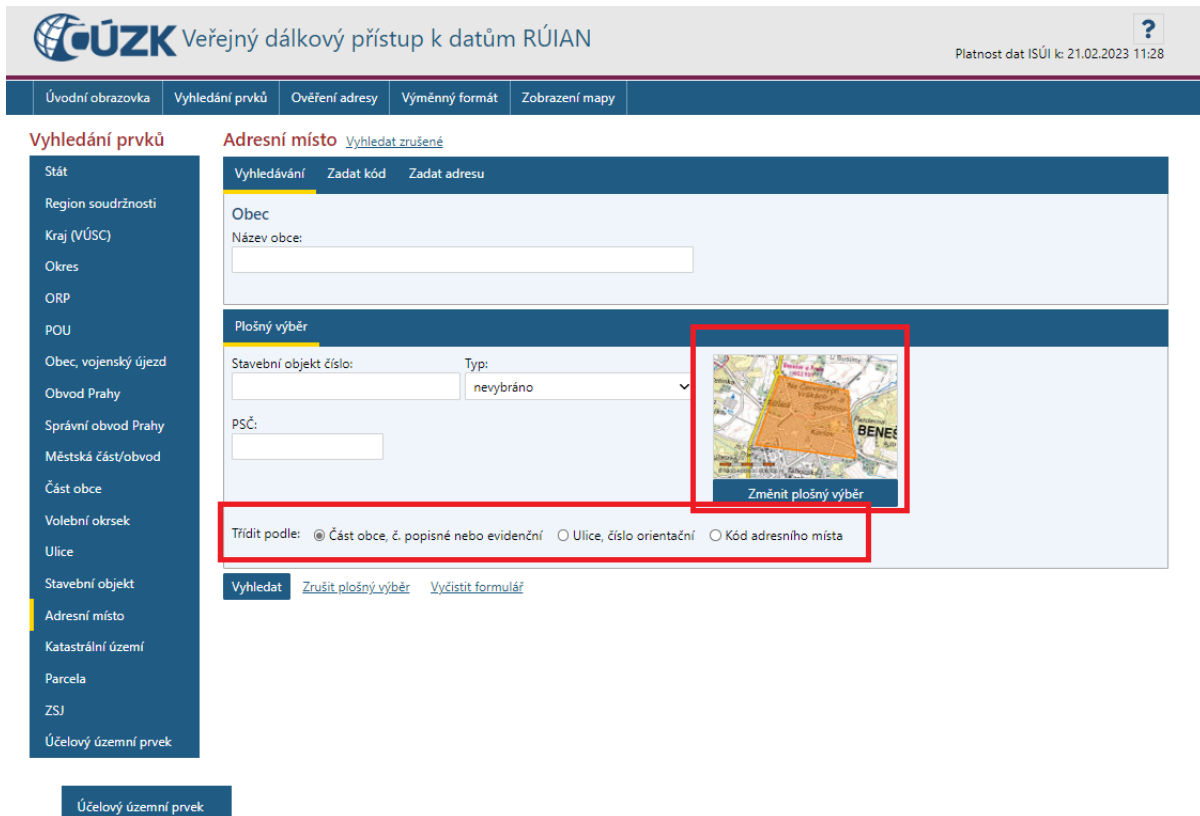 ČÚZK Veřejný dálkový přístup k datům RÚIAN
?
Platnost dat ISÚI k: 21.02.2023 11:28
Úvodní obrazovka Vyhledání prvků Ověření adresy Výměnný formát Zobrazení mapy
Vyhledání prvků
Stát
Region soudržnosti
Kraj (VÚSC)
Okres
ORP
POU
Obec, vojenský újezd
Obvod Prahy
Správní obvod Prahy
Městská část/obvod
Část obce
Volební okrsek
Ulice
Stavební objekt
Adresní místo
Katastrální území
Parcela
ZSJ
Účelový územní prvek
Adresní místo Vyhledat zrušené
Vyhledávání Zadat kód Zadat adresu
Obec
Název obce:
Plošný výběr
Stavební objekt číslo: Typ:
nevybráno
PSČ:
BENEŠ
Změnit plošný výběr
Třídit podle: Část obce, č. popisné nebo evidenční Ulice, číslo orientační Kód adresního místa
Vyhledat Zrušit plošný výběr Vyčistit formulář
Účelový územní prvek